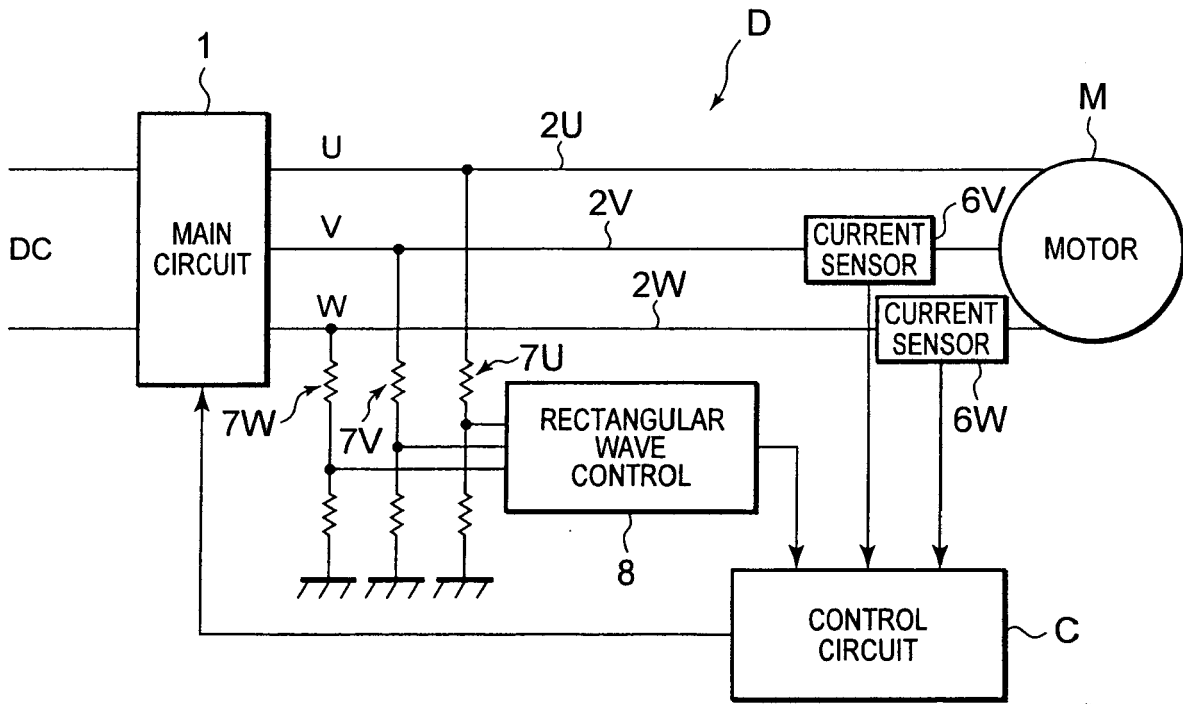 D
1
M
2U
U
6V
2V
CURRENT
SENSOR
V
MAIN
CIRCUIT
DC
MOTOR
2W
W
CURRENT
SENSOR
7U
7W
7V
6W
RECTANGULAR
WAVE
CONTROL
8
CONTROL
CIRCUIT
C